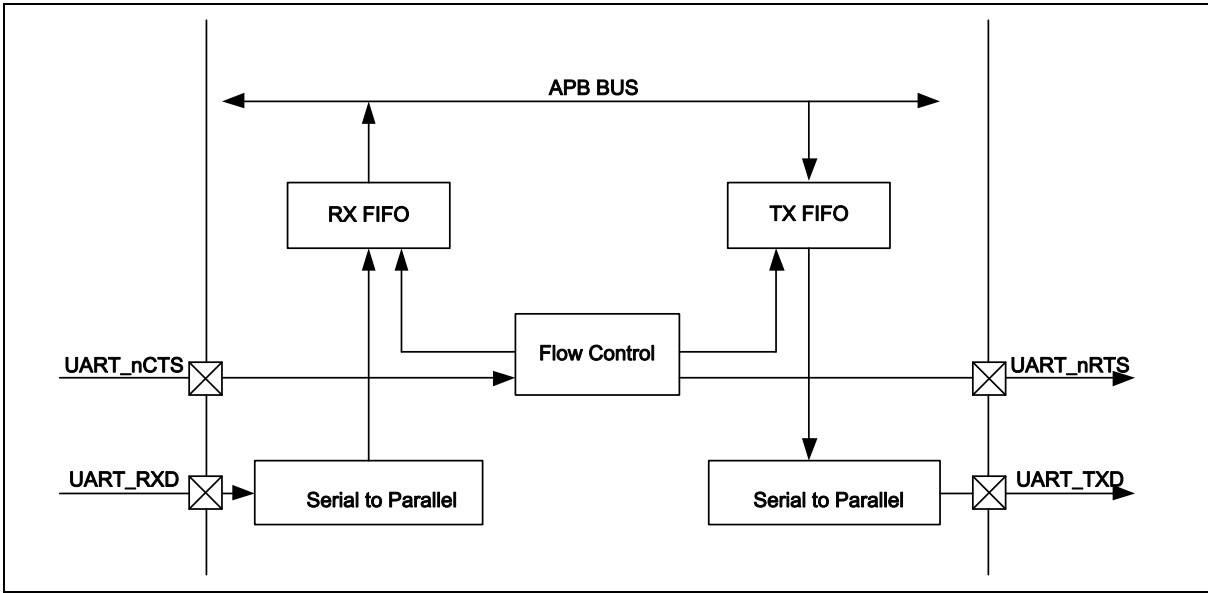 APB BUS
RX FIFO
TX FIFO
Flow Control
UART_nCTS
UART_nRTS
UART_RXD
Serial to Parallel
Serial to Parallel
UART_TXD